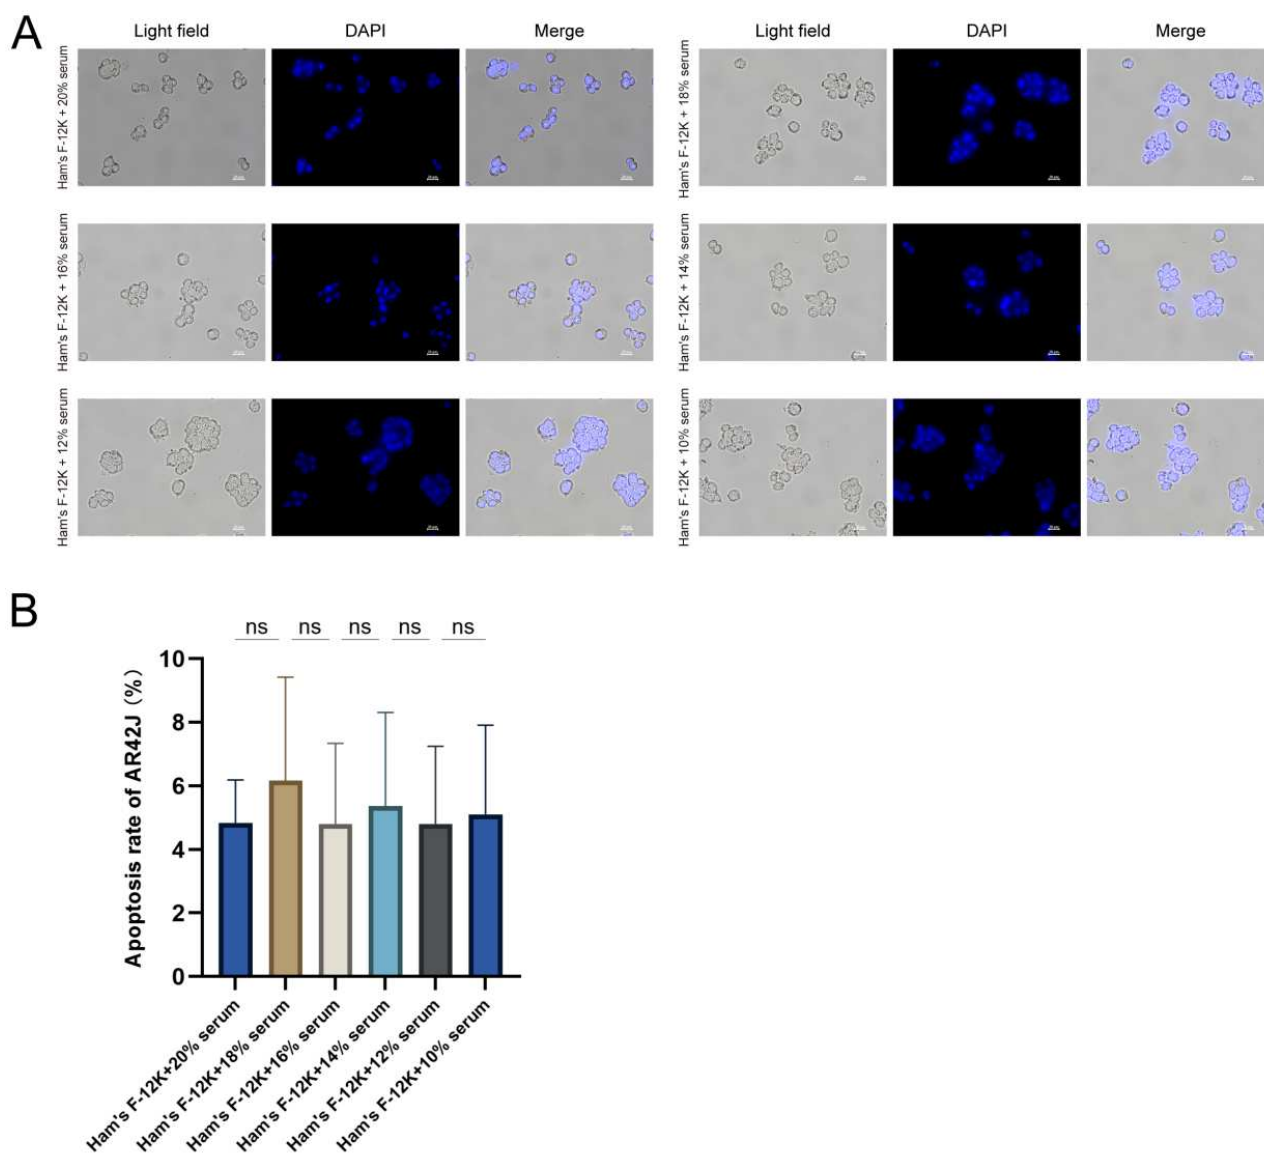 A
Light field
DAPI
Merge
Light field
DAPI
Merge
Ham's F-12K + 20% serum
Ham's F-12K + 18% serum
Ham's F-12K + 16% serum
Ham's F-12K + 14% serum
Ham's F-12K + 12% serum
Ham's F-12K + 10% serum
B
ns ns ns ns ns
Apoptosis rate of AR42J (%)
10
8
6
4
2
0
Ham's F-12K+20% serum
Ham's F-12K+18% serum
Ham's F-12K+16% serum
Ham's F-12K+14% serum
Ham's F-12K+12% serum
Ham's F-12K+10% serum